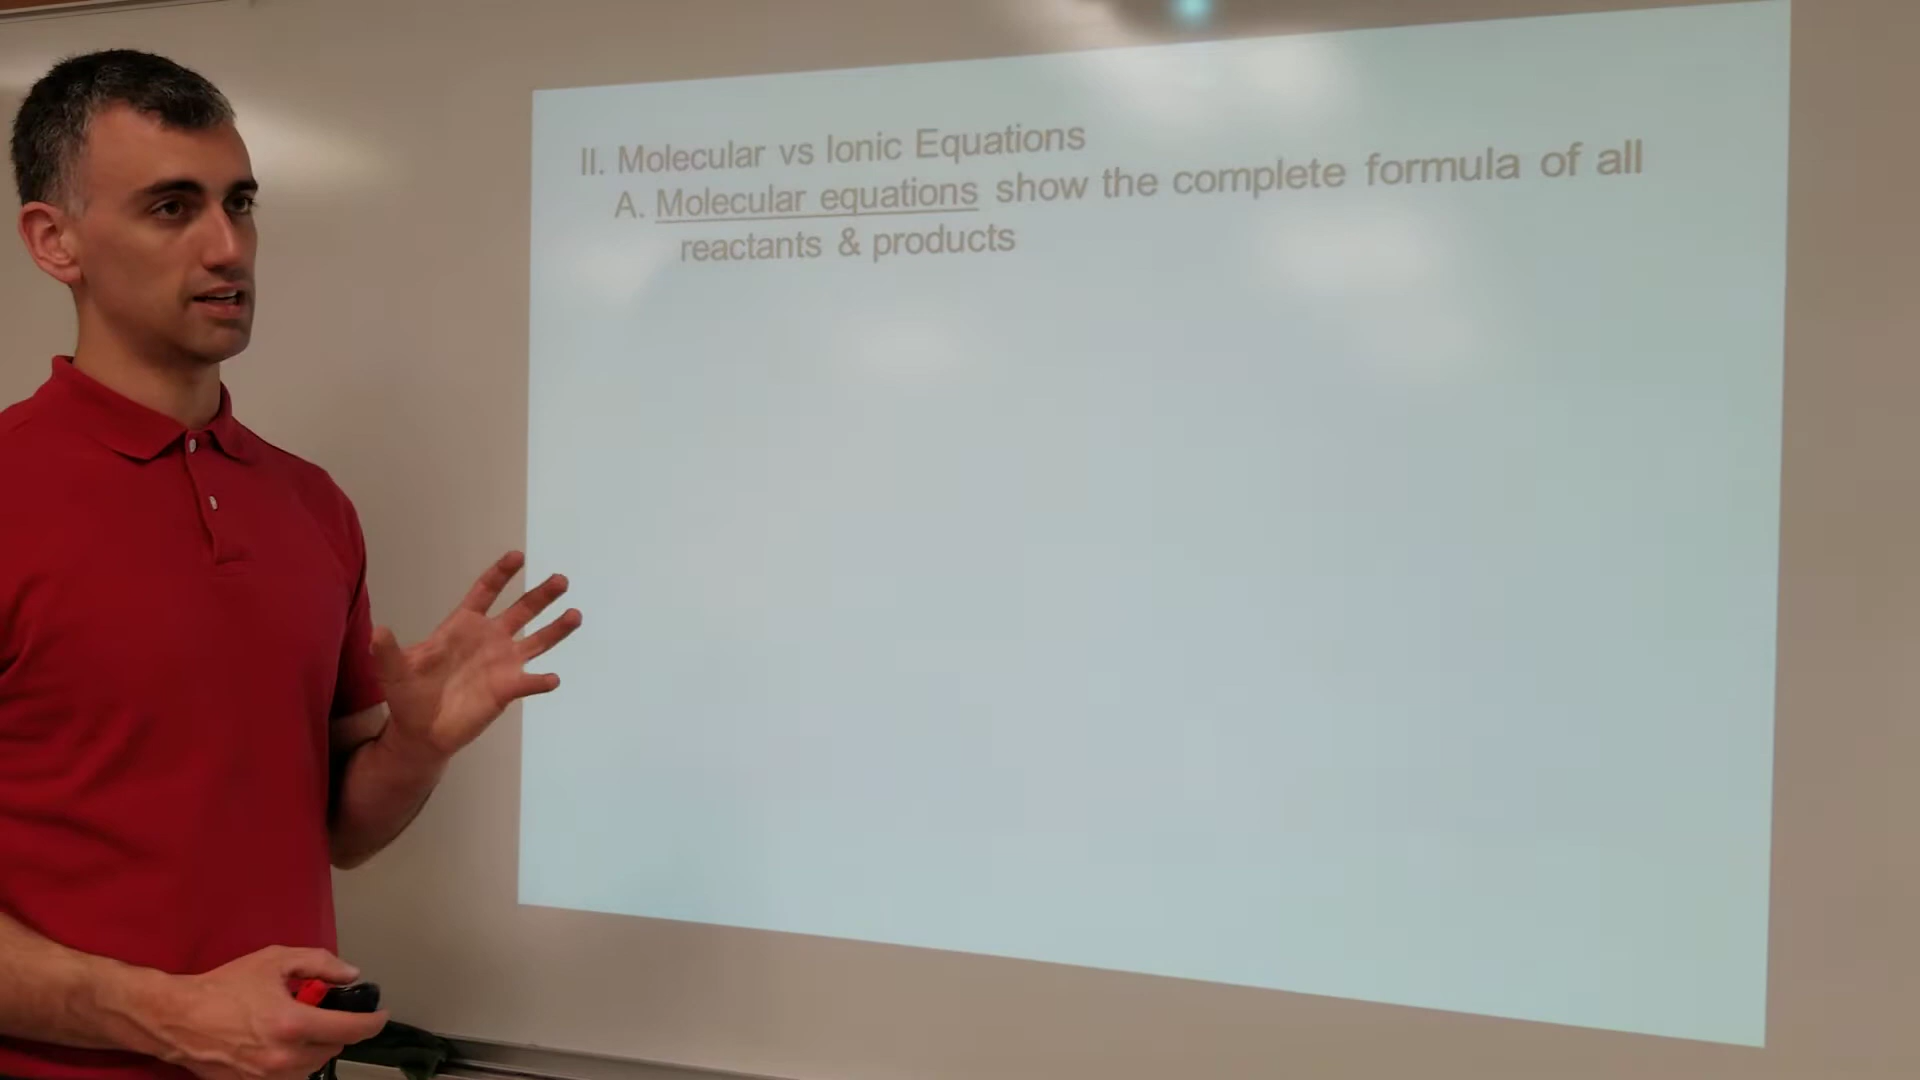 II. Molecular vs Ionic Equations
A. Molecular equations show the complete formula of all
reactants & products